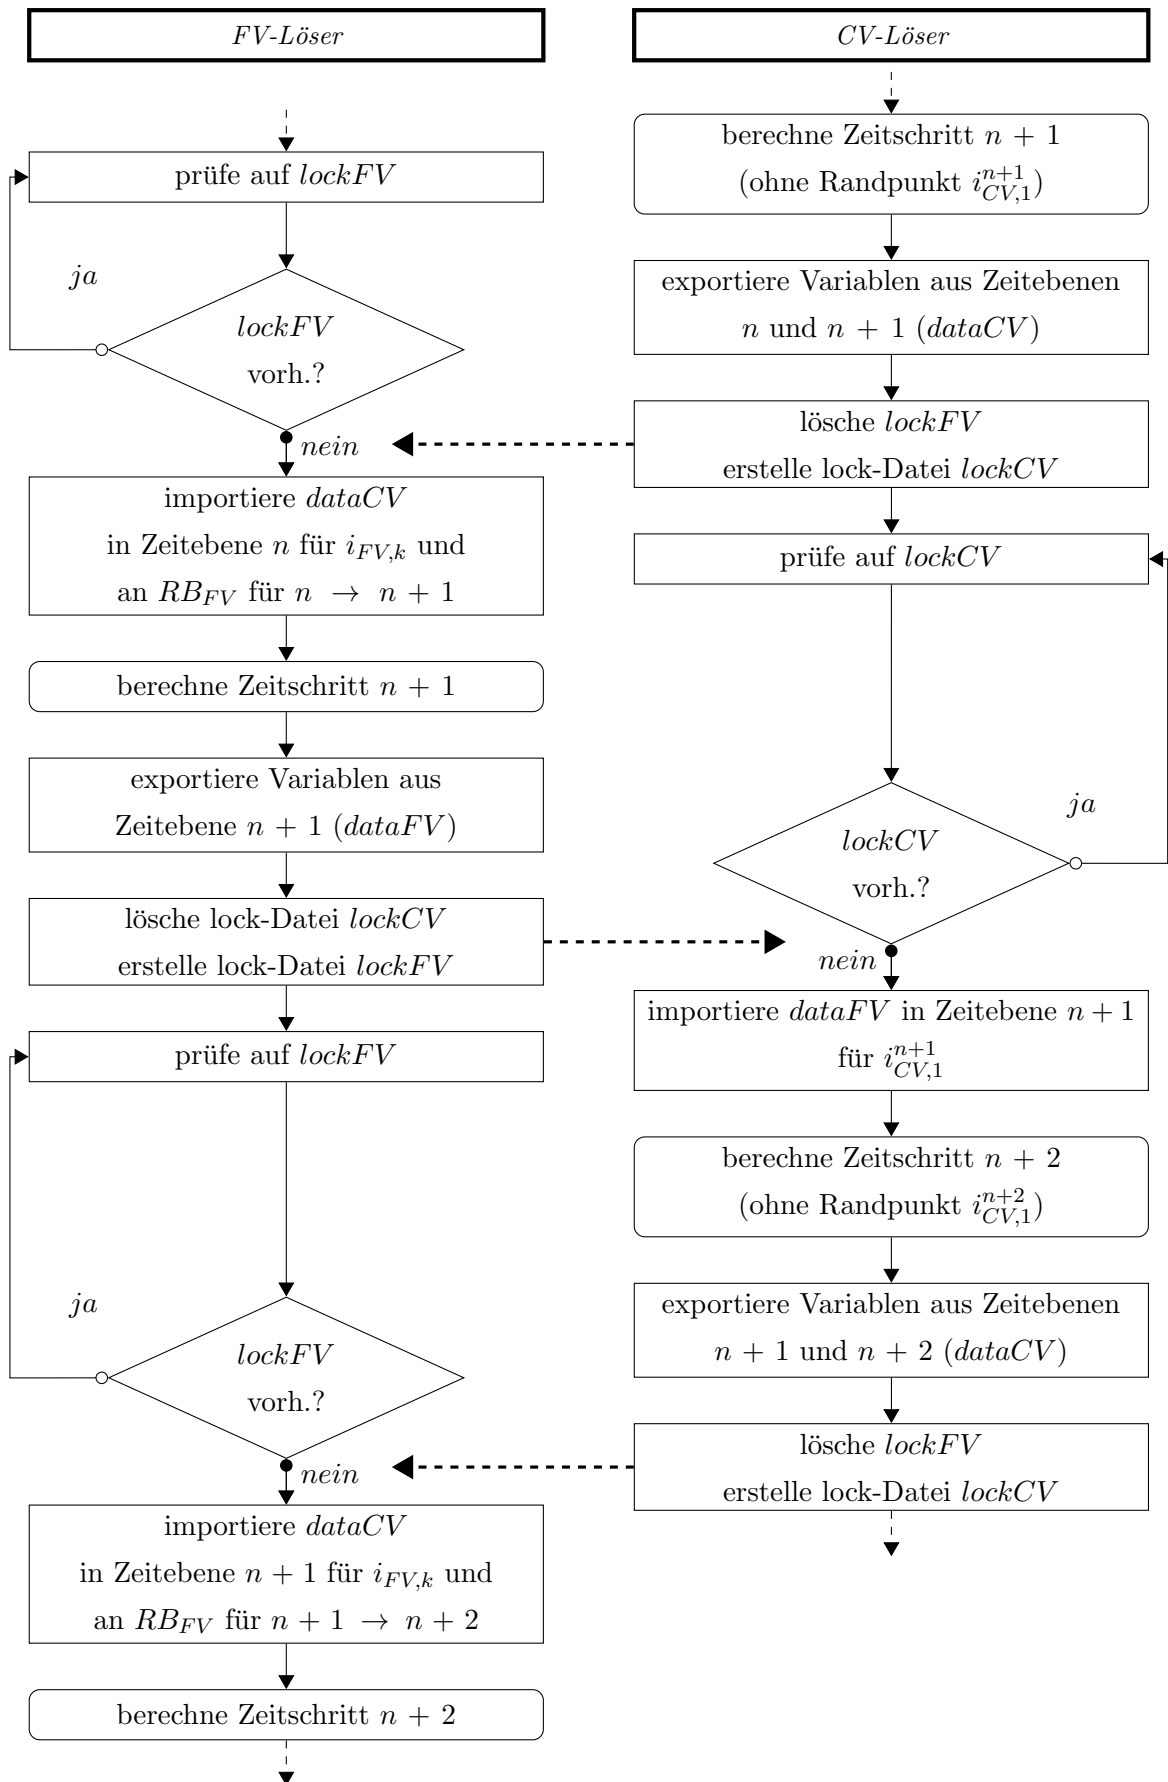 FV-Löser
prüfe auf lockFV
ja
lockFV
vorh.?
nein
importiere dataCV
in Zeitebene n für i_{FV,k} und
an RB_{FV} für n → n + 1
berechne Zeitschritt n + 1
exportiere Variablen aus
Zeitebene n + 1 (dataFV)
lösche lock-Datei lockCV
erstelle lock-Datei lockFV
prüfe auf lockFV
ja
lockFV
vorh.?
nein
importiere dataCV
in Zeitebene n + 1 für i_{FV,k} und
an RB_{FV} für n + 1 → n + 2
berechne Zeitschritt n + 2
CV-Löser
berechne Zeitschritt n + 1
(ohne Randpunkt i_{CV,1}^{n+1})
exportiere Variablen aus Zeitebenen
n und n + 1 (dataCV)
lösche lockFV
erstelle lock-Datei lockCV
prüfe auf lockCV
ja
lockCV
vorh.?
nein
importiere dataFV in Zeitebene n + 1
für i_{CV,1}^{n+1}
berechne Zeitschritt n + 2
(ohne Randpunkt i_{CV,1}^{n+2})
exportiere Variablen aus Zeitebenen
n + 1 und n + 2 (dataCV)
lösche lockFV
erstelle lock-Datei lockCV